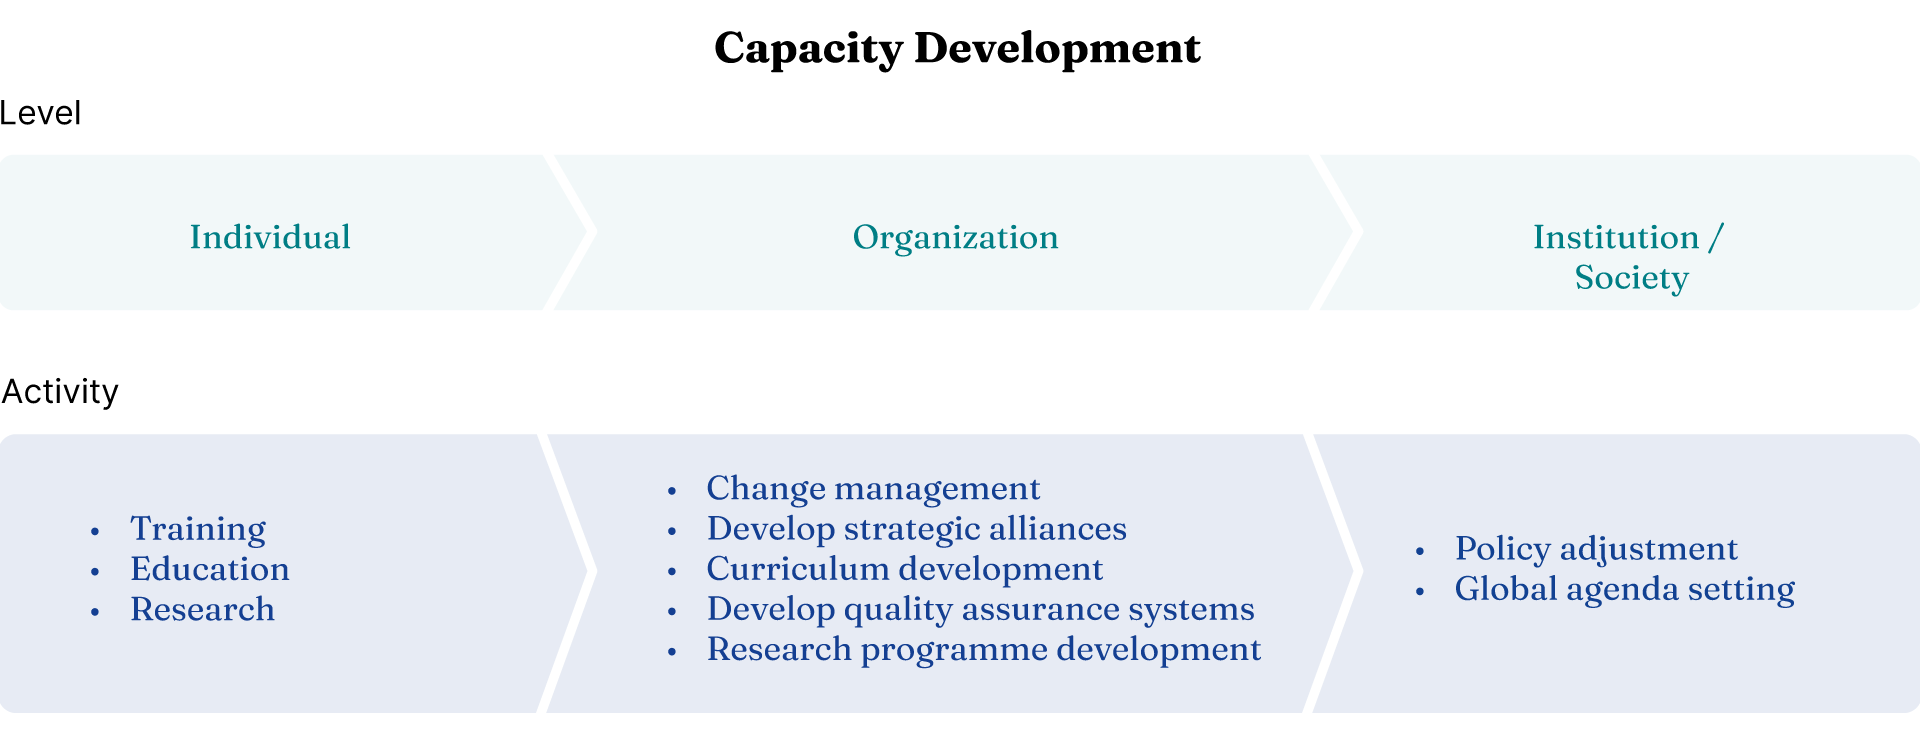 Capacity Development
Level
Individual
Organization
Institution /
Society
Activity
• Training
• Education
• Research
• Change management
• Develop strategic alliances
• Curriculum development
• Develop quality assurance systems
• Research programme development
• Policy adjustment
• Global agenda setting